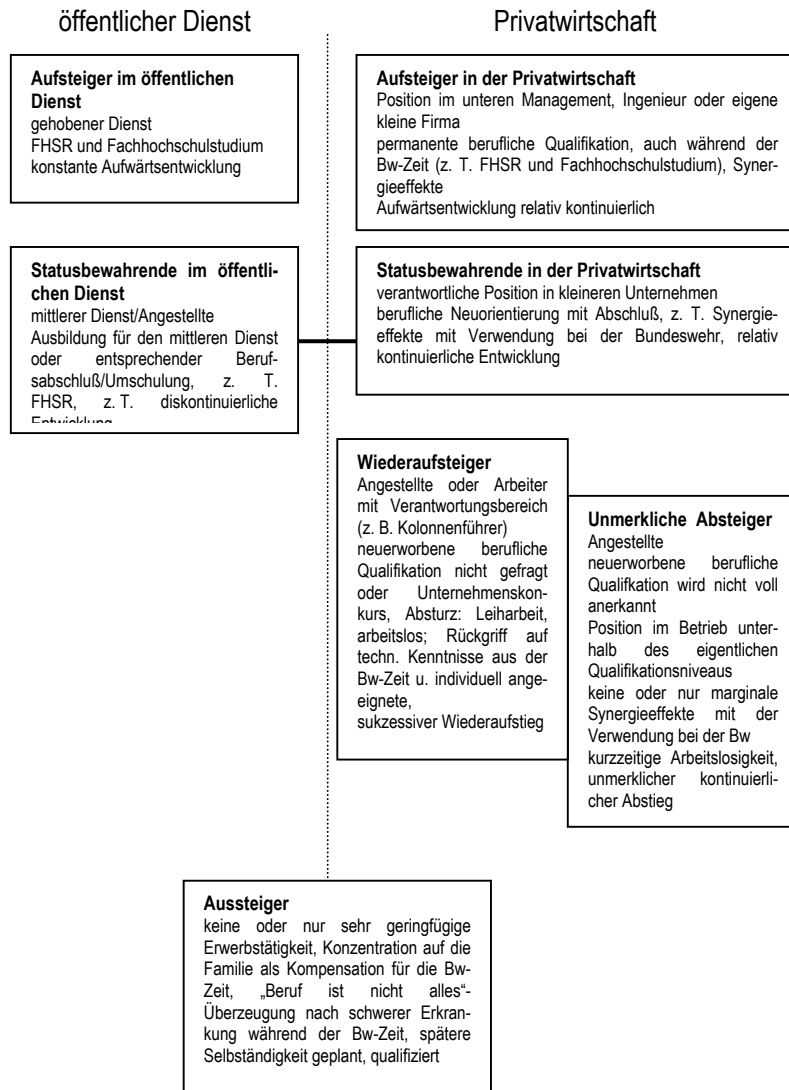 öffentlicher Dienst
Privatwirtschaft
Aufsteiger im öffentlichen
Dienst
gehobener Dienst
FHSR und Fachhochschulstudium
konstante Aufwärtsentwicklung
Aufsteiger in der Privatwirtschaft
Position im unteren Management, Ingenieur oder eigene
kleine Firma
permanente berufliche Qualifikation, auch während der
Bw-Zeit (z. T. FHSR und Fachhochschulstudium), Syner-
gieeffekte
Aufwärtsentwicklung relativ kontinuierlich
Statusbewahrende im öffentli-
chen Dienst
mittlerer Dienst/Angestellte
Ausbildung für den mittleren Dienst
oder entsprechender Beruf-
sabschluß/Umschulung, z. T.
FHSR, z. T. diskontinuierliche
Entwicklung
Statusbewahrende in der Privatwirtschaft
verantwortliche Position in kleineren Unternehmen
berufliche Neuorientierung mit Abschluß, z. T. Synergie-
effekte mit Verwendung bei der Bundeswehr, relativ
kontinuierliche Entwicklung
Wiederaufsteiger
Angestellte oder Arbeiter
mit Verantwortungsbereich
(z. B. Kolonnenführer)
neuerworbene berufliche
Qualifikation nicht gefragt
oder Unternehmenskon-
kurs, Absturz: Leiharbeit,
arbeitslos; Rückgriff auf
techn. Kenntnisse aus der
Bw-Zeit u. individuell ange-
eignete,
sukzessiver Wiederaufstieg
Unmerkliche Absteiger
Angestellte
neuerworbene berufliche
Qualifkation wird nicht voll
anerkannt
Position im Betrieb unter-
halb des eigentlichen
Qualifikationsniveaus
keine oder nur marginale
Synergieeffekte mit der
Verwendung bei der Bw
kurzzeitige Arbeitslosigkeit,
unmerklicher kontinuierli-
cher Abstieg
Aussteiger
keine oder nur sehr geringfügige
Erwerbstätigkeit, Konzentration auf die
Familie als Kompensation für die Bw-
Zeit, „Beruf ist nicht alles“-
Überzeugung nach schwerer Erkran-
kung während der Bw-Zeit, spätere
Selbständigkeit geplant, qualifiziert